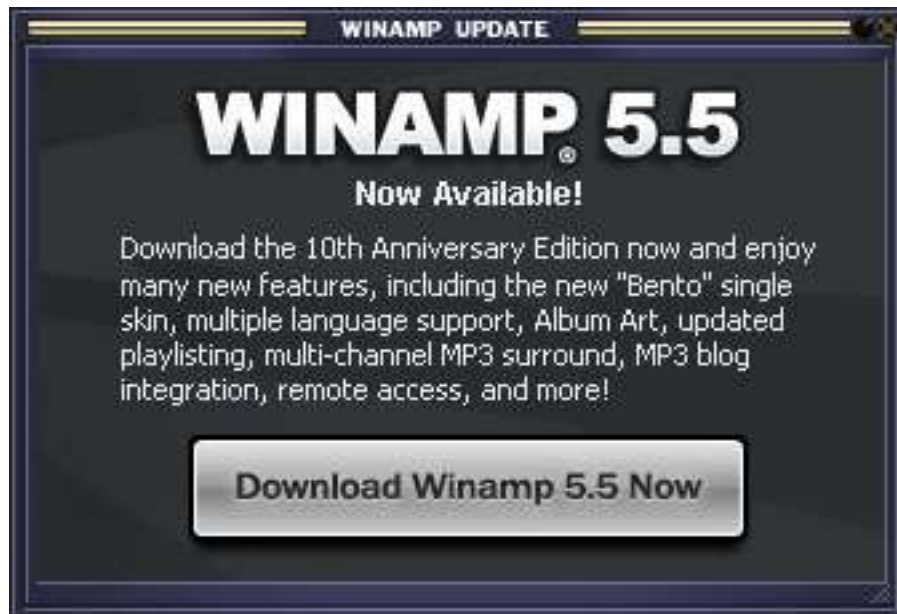 WINAMP UPDATE
WINAMP® 5.5
Now Available!
Download the 10th Anniversary Edition now and enjoy
many new features, including the new "Bento" single
skin, multiple language support, Album Art, updated
playlisting, multi-channel MP3 surround, MP3 blog
integration, remote access, and more!
Download Winamp 5.5 Now